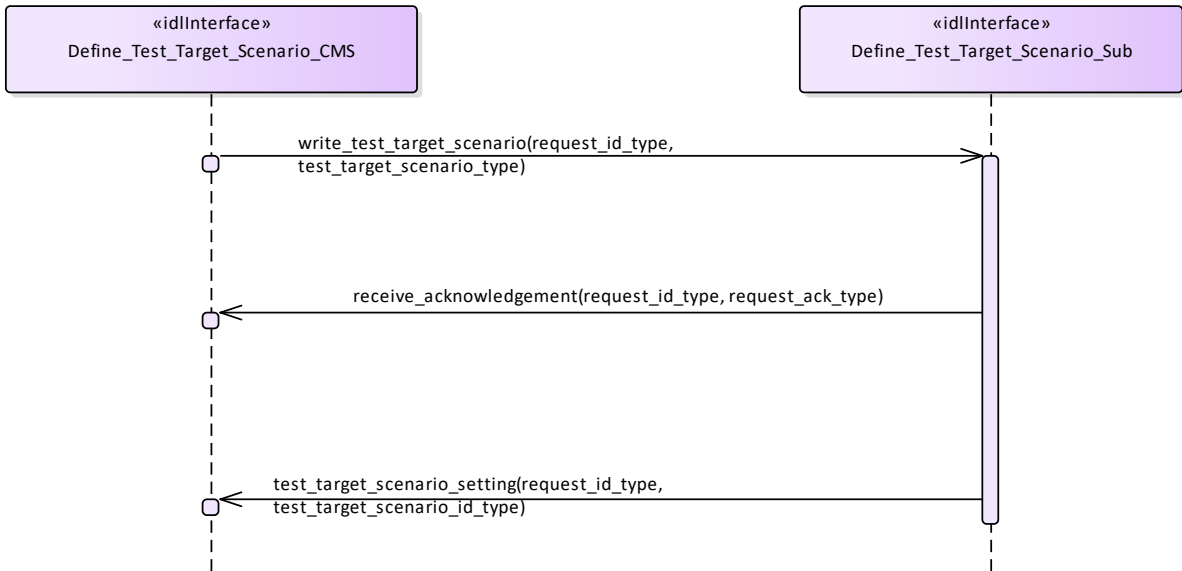 «idlInterface»
Define_Test_Target_Scenario_CMS
«idlInterface»
Define_Test_Target_Scenario_Sub
write_test_target_scenario(request_id_type,
test_target_scenario_type)
receive_acknowledgement(request_id_type, request_ack_type)
test_target_scenario_setting(request_id_type,
test_target_scenario_id_type)